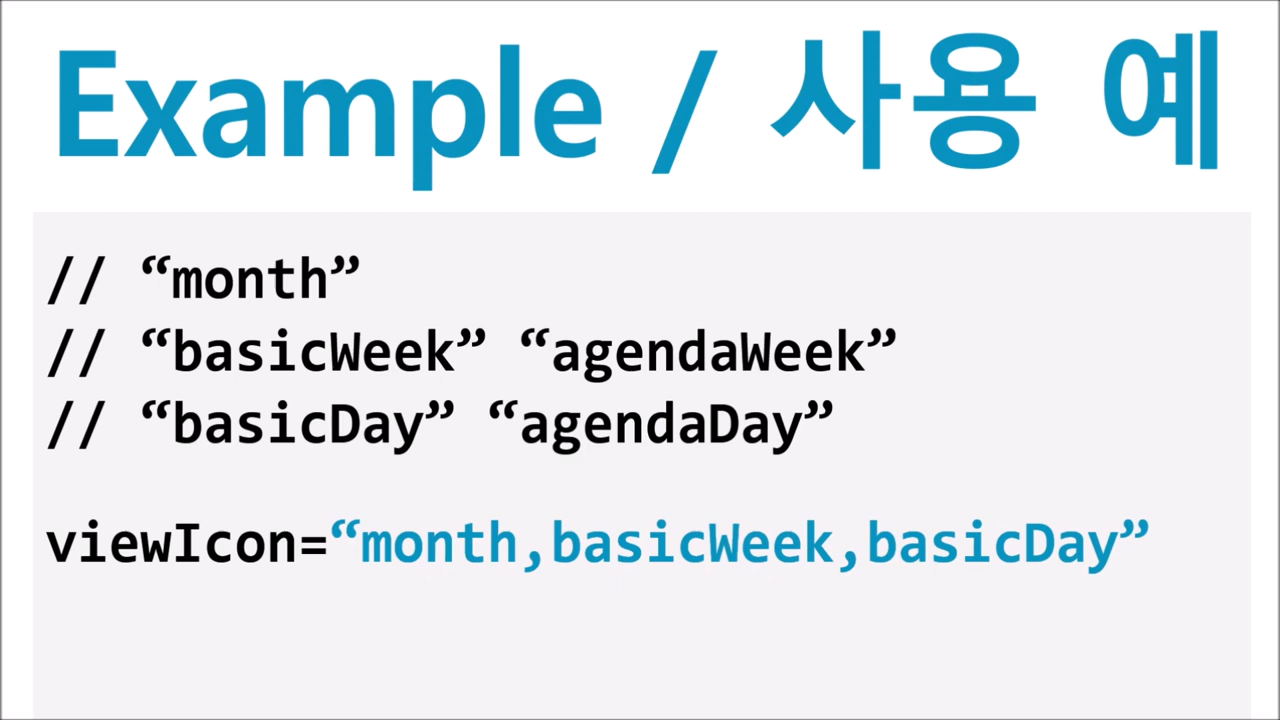 Example / 사용 예
// “month”
// “basicWeek” “agendaWeek”
// “basicDay” “agendaDay”
viewIcon=“month,basicWeek,basicDay”